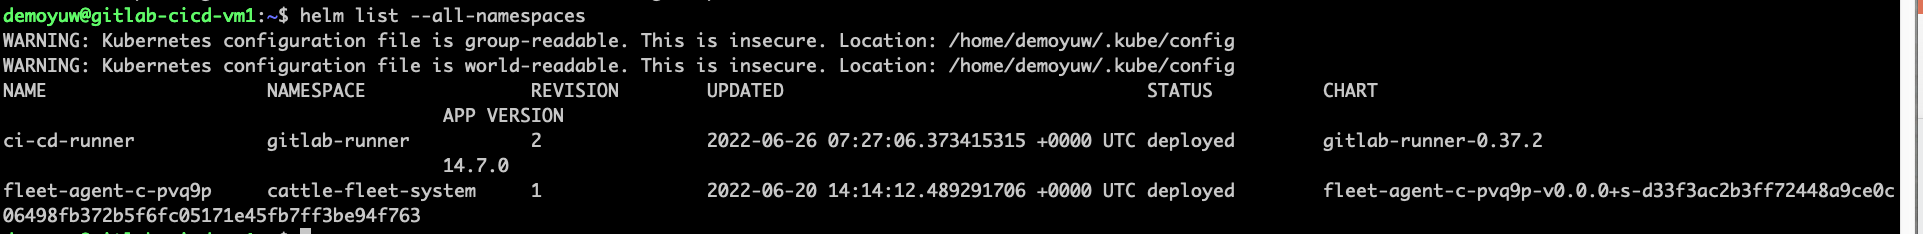 demoyuw@gitlab-cicd-vm1:~$ helm list --all-namespaces
WARNING: Kubernetes configuration file is group-readable. This is insecure. Location: /home/demoyuw/.kube/config
WARNING: Kubernetes configuration file is world-readable. This is insecure. Location: /home/demoyuw/.kube/config
NAME NAMESPACE REVISION UPDATED STATUS CHART
APP VERSION
ci-cd-runner gitlab-runner 2 2022-06-26 07:27:06.373415315 +0000 UTC deployed gitlab-runner-0.37.2
14.7.0
fleet-agent-c-pvq9p cattle-fleet-system 1 2022-06-20 14:14:12.489291706 +0000 UTC deployed fleet-agent-c-pvq9p-v0.0.0+s-d33f3ac2b3ff72448a9ce0c
06498fb372b5f6fc05171e45fb7ff3be94f763